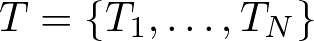 T = {T_1, ..., T_N}